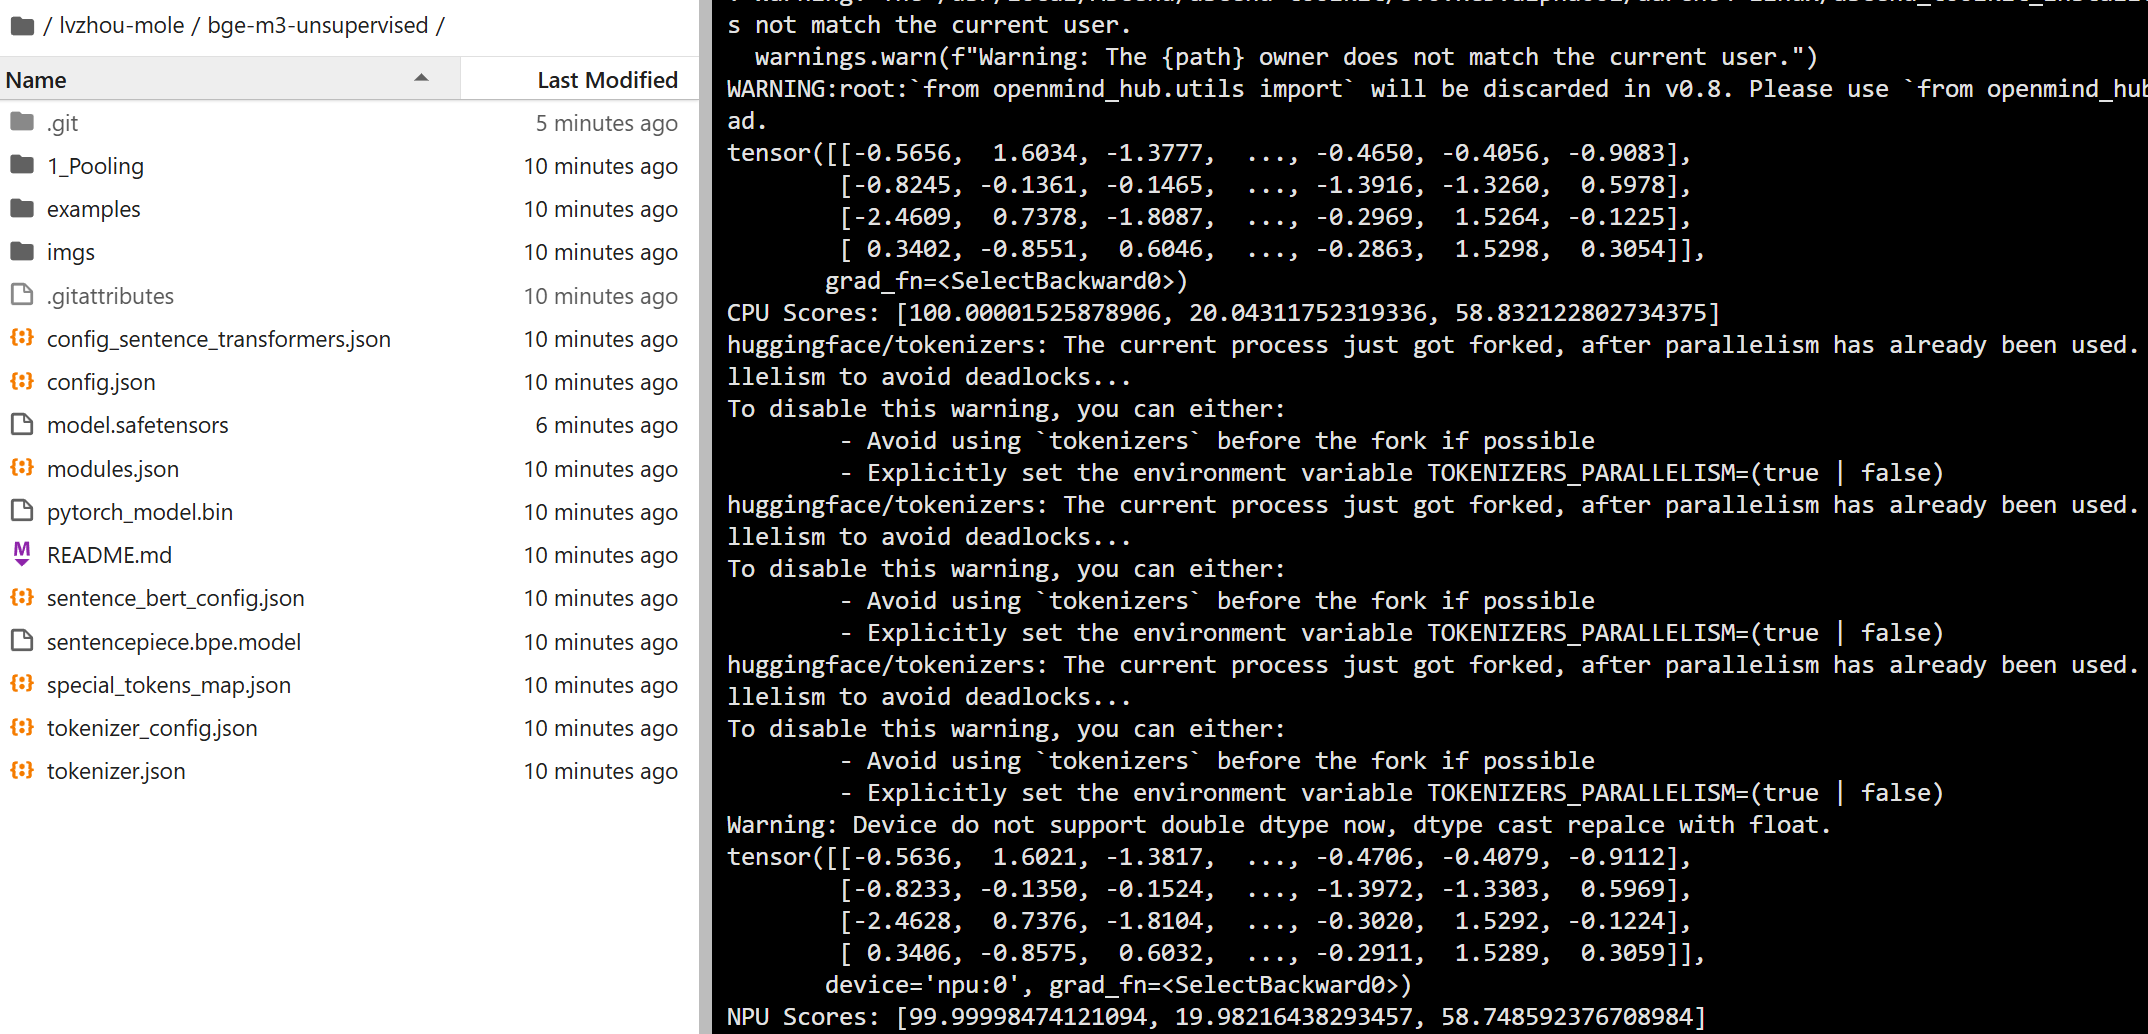 / lvzhou-mole / bge-m3-unsupervised /
Name Last Modified
.git 5 minutes ago
1_Pooling 10 minutes ago
examples 10 minutes ago
imgs 10 minutes ago
.gitattributes 10 minutes ago
config_sentence_transformers.json 10 minutes ago
config.json 10 minutes ago
model.safetensors 6 minutes ago
modules.json 10 minutes ago
pytorch_model.bin 10 minutes ago
README.md 10 minutes ago
sentence_bert_config.json 10 minutes ago
sentencepiece.bpe.model 10 minutes ago
special_tokens_map.json 10 minutes ago
tokenizer_config.json 10 minutes ago
tokenizer.json 10 minutes ago
s not match the current user.
  warnings.warn(f"Warning: The {path} owner does not match the current user.")
WARNING:root:`from openmind_hub.utils import` will be discarded in v0.8. Please use `from openmind_hub
ad.
tensor([[-0.5656,  1.6034, -1.3777,  ..., -0.4650, -0.4056, -0.9083],
        [-0.8245, -0.1361, -0.1465,  ..., -1.3916, -1.3260,  0.5978],
        [-2.4609,  0.7378, -1.8087,  ..., -0.2969,  1.5264, -0.1225],
        [ 0.3402, -0.8551,  0.6046,  ..., -0.2863,  1.5298,  0.3054]],
       grad_fn=<SelectBackward0>)
CPU Scores: [100.00001525878906, 20.04311752319336, 58.832122802734375]
huggingface/tokenizers: The current process just got forked, after parallelism has already been used.
llelism to avoid deadlocks...
To disable this warning, you can either:
        - Avoid using `tokenizers` before the fork if possible
        - Explicitly set the environment variable TOKENIZERS_PARALLELISM=(true | false)
huggingface/tokenizers: The current process just got forked, after parallelism has already been used.
llelism to avoid deadlocks...
To disable this warning, you can either:
        - Avoid using `tokenizers` before the fork if possible
        - Explicitly set the environment variable TOKENIZERS_PARALLELISM=(true | false)
huggingface/tokenizers: The current process just got forked, after parallelism has already been used.
llelism to avoid deadlocks...
To disable this warning, you can either:
        - Avoid using `tokenizers` before the fork if possible
        - Explicitly set the environment variable TOKENIZERS_PARALLELISM=(true | false)
Warning: Device do not support double dtype now, dtype cast repalce with float.
tensor([[-0.5636,  1.6021, -1.3817,  ..., -0.4706, -0.4079, -0.9112],
        [-0.8233, -0.1350, -0.1524,  ..., -1.3972, -1.3303,  0.5969],
        [-2.4628,  0.7376, -1.8104,  ..., -0.3020,  1.5292, -0.1224],
        [ 0.3406, -0.8575,  0.6032,  ..., -0.2911,  1.5289,  0.3059]],
       device='npu:0', grad_fn=<SelectBackward0>)
NPU Scores: [99.99998474121094, 19.98216438293457, 58.748592376708984]